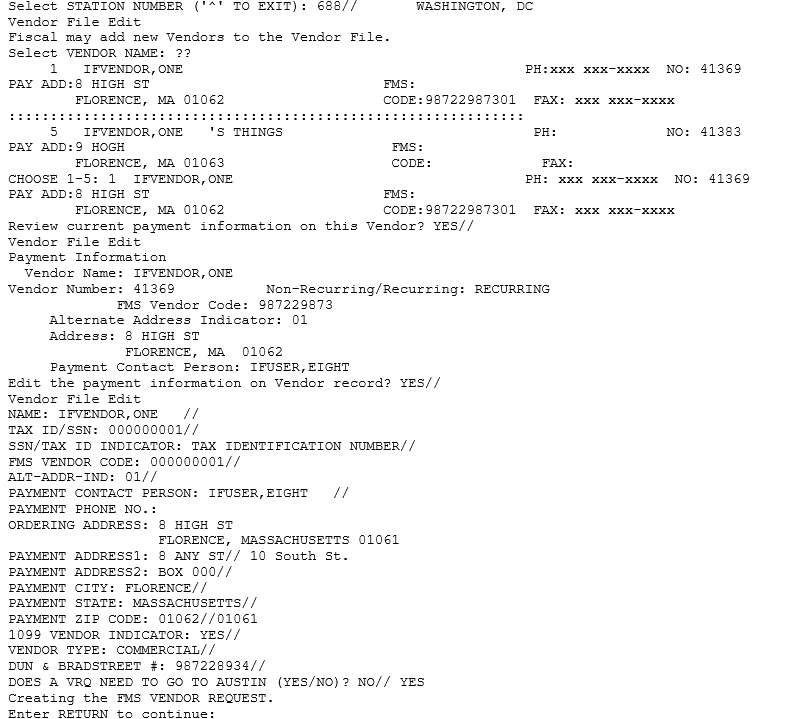 Select STATION NUMBER ('^' TO EXIT): 688//       WASHINGTON, DC
Vendor File Edit
Fiscal may add new Vendors to the Vendor File.
Select VENDOR NAME: ??
     1   IFVENDOR,ONE                                         PH:xxx xxx-xxxx  NO: 41369
PAY ADD:8 HIGH ST                            FMS:
        FLORENCE, MA 01062                   CODE:98722987301  FAX: xxx xxx-xxxx
::::::::::::::::::::::::::::::::::::::::::::::::::::::::::::::
     5   IFVENDOR,ONE   'S THINGS                              PH:             NO: 41383
PAY ADD:9 HOGH                                FMS:
        FLORENCE, MA 01063                    CODE:             FAX:
CHOOSE 1-5: 1  IFVENDOR,ONE                                   PH: xxx xxx-xxxx  NO: 41369
PAY ADD:8 HIGH ST                            FMS:
        FLORENCE, MA 01062                   CODE:98722987301  FAX: xxx xxx-xxxx
Review current payment information on this Vendor? YES//
Vendor File Edit
Payment Information
  Vendor Name: IFVENDOR,ONE
Vendor Number: 41369           Non-Recurring/Recurring: RECURRING
             FMS Vendor Code: 987229873
     Alternate Address Indicator: 01
     Address: 8 HIGH ST
              FLORENCE, MA  01062
     Payment Contact Person: IFUSER,EIGHT
Edit the payment information on Vendor record? YES//
Vendor File Edit
NAME: IFVENDOR,ONE   //
TAX ID/SSN: 000000001//
SSN/TAX ID INDICATOR: TAX IDENTIFICATION NUMBER//
FMS VENDOR CODE: 000000001//
ALT-ADDR-IND: 01//
PAYMENT CONTACT PERSON: IFUSER,EIGHT   //
PAYMENT PHONE NO.:
ORDERING ADDRESS: 8 HIGH ST
                  FLORENCE, MASSACHUSETTS 01061
PAYMENT ADDRESS1: 8 ANY ST// 10 South St.
PAYMENT ADDRESS2: BOX 000//
PAYMENT CITY: FLORENCE//
PAYMENT STATE: MASSACHUSETTS//
PAYMENT ZIP CODE: 01062//01061
1099 VENDOR INDICATOR: YES//
VENDOR TYPE: COMMERCIAL//
DUN & BRADSTREET #: 987228934//
DOES A VRQ NEED TO GO TO AUSTIN (YES/NO)? NO// YES
Creating the FMS VENDOR REQUEST.
Enter RETURN to continue: